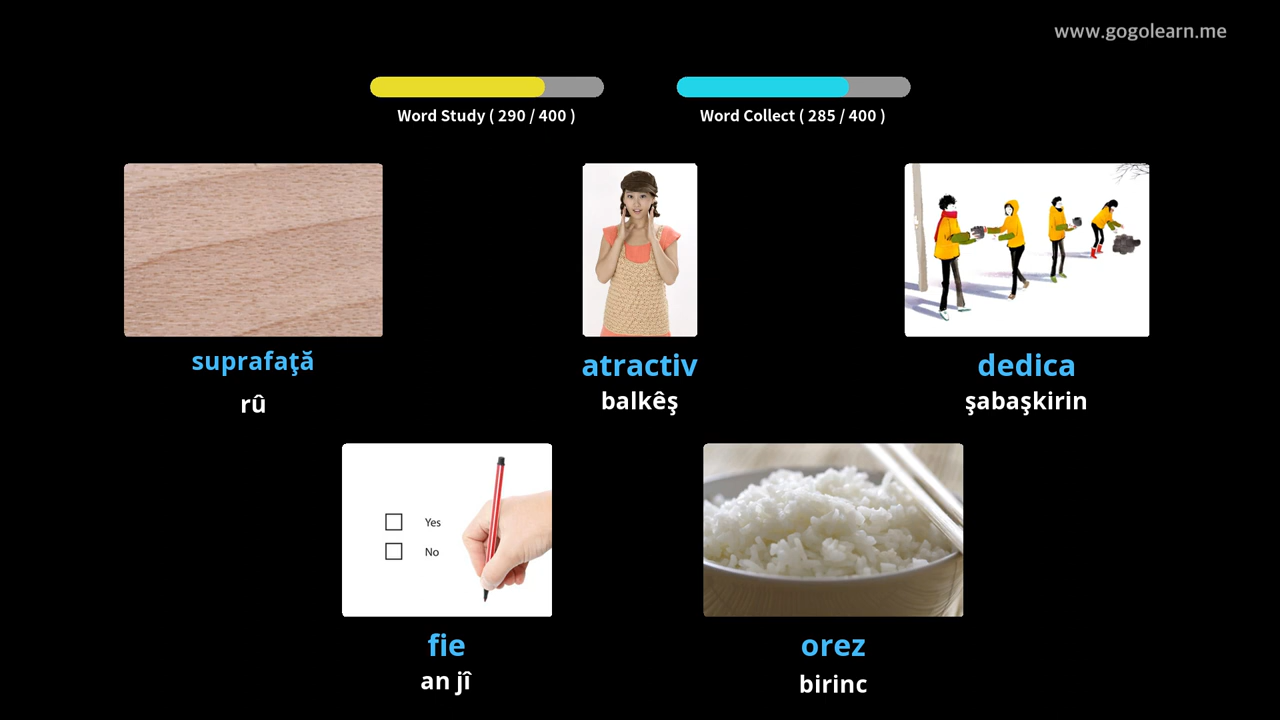 www.gogolearn.me
Word Study ( 290 / 400 )
Word Collect ( 285 / 400 )
suprafaţă
rû
atractiv
balkêş
dedica
şabaşkirin
Yes
No
fie
an jî
orez
birinc